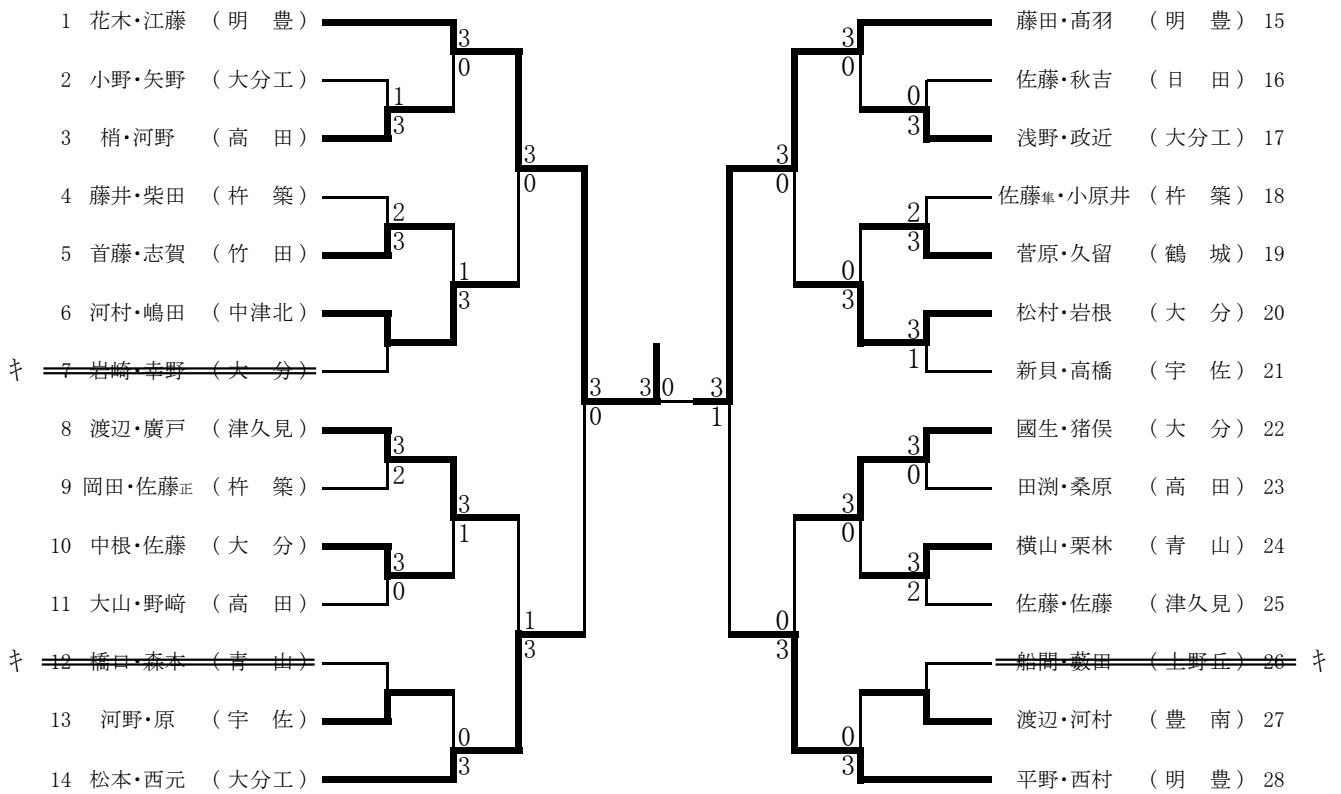 1 花木・江藤 （明　豊）
2 小野・矢野 （大分工）
3 梢・河野 （高　田）
4 藤井・柴田 （杵　築）
5 首藤・志賀 （竹　田）
6 河村・嶋田 （中津北）
キ 7 岩崎・幸野 （大　分）
8 渡辺・廣戸 （津久見）
9 岡田・佐藤正 （杵　築）
10 中根・佐藤 （大　分）
11 大山・野﨑 （高　田）
キ 12 橋口・森本 （青　山）
13 河野・原 （宇　佐）
14 松本・西元 （大分工）
3
0
1
3
2
3
1
3
3
2
3
0
3
1
0
3
3
0
1
3
3
0
3 0
3
1
3
0
0
3
3
0
0
3
2
3
0
3
3
1
3
0
3
0
3
2
0
3
0
3
藤田・髙羽 （明　豊） 15
佐藤・秋吉 （日　田） 16
浅野・政近 （大分工） 17
佐藤隼・小原井 （杵　築） 18
菅原・久留 （鶴　城） 19
松村・岩根 （大　分） 20
新貝・高橋 （宇　佐） 21
國生・猪俣 （大　分） 22
田渕・桑原 （高　田） 23
横山・栗林 （青　山） 24
佐藤・佐藤 （津久見） 25
船間・藪田 （上野丘） 26 キ
渡辺・河村 （豊　南） 27
平野・西村 （明　豊） 28